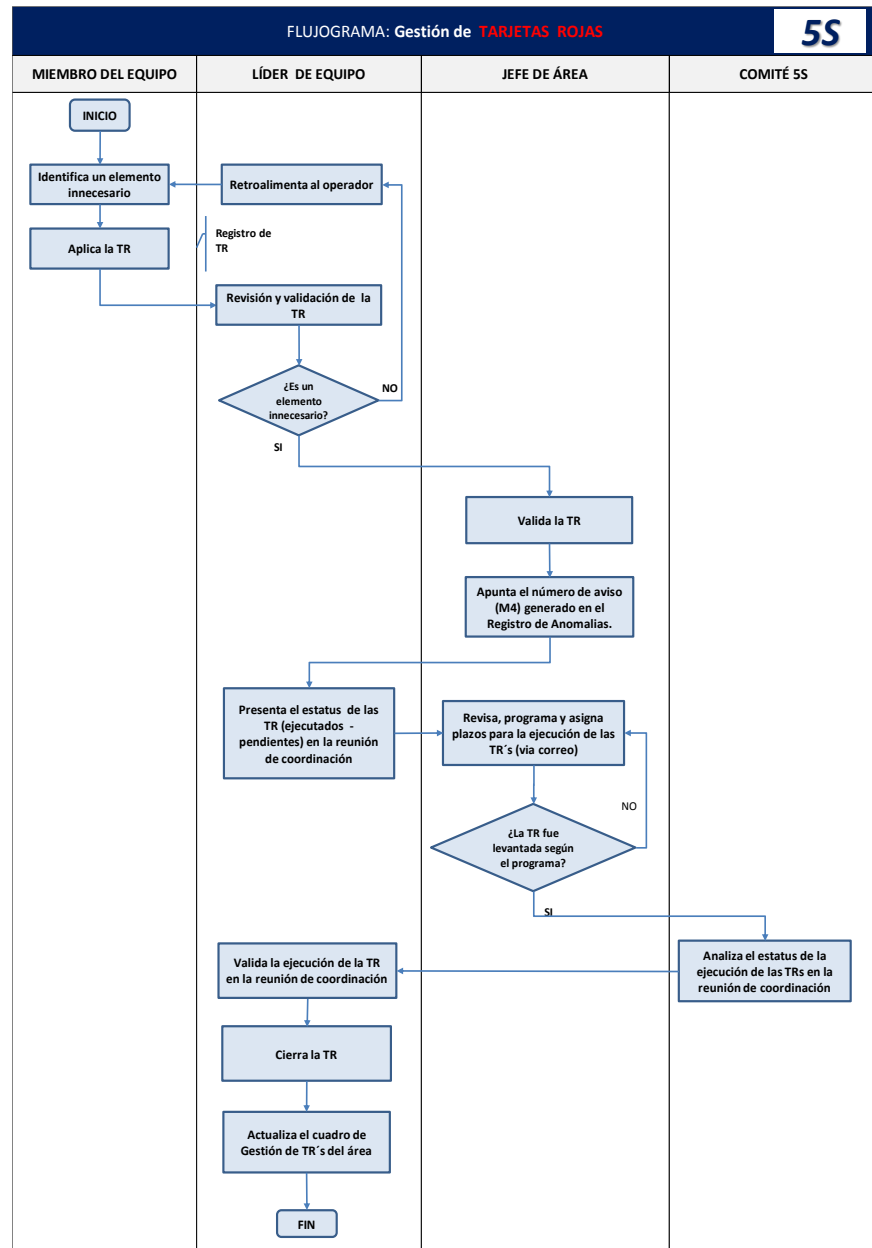 FLUJOGRAMA: Gestión de TARJETAS ROJAS
5S
MIEMBRO DEL EQUIPO
LÍDER DE EQUIPO
JEFE DE ÁREA
COMITÉ 5S
INICIO
Identifica un elemento
innecesario
Retroalimenta al operador
Aplica la TR
Registro de
TR
Revisión y validación de la
TR
¿Es un
elemento
innecesario?
NO
SI
Valida la TR
Apunta el número de aviso
(M4) generado en el
Registro de Anomalias.
Presenta el estatus de las
TR (ejecutados -
pendientes) en la reunión
de coordinación
Revisa, programa y asigna
plazos para la ejecución de las
TR´s (via correo)
NO
¿La TR fue
levantada según
el programa?
SI
Analiza el estatus de la
ejecución de las TRs en la
reunión de coordinación
Valida la ejecución de la TR
en la reunión de coordinación
Cierra la TR
Actualiza el cuadro de
Gestión de TR´s del área
FIN